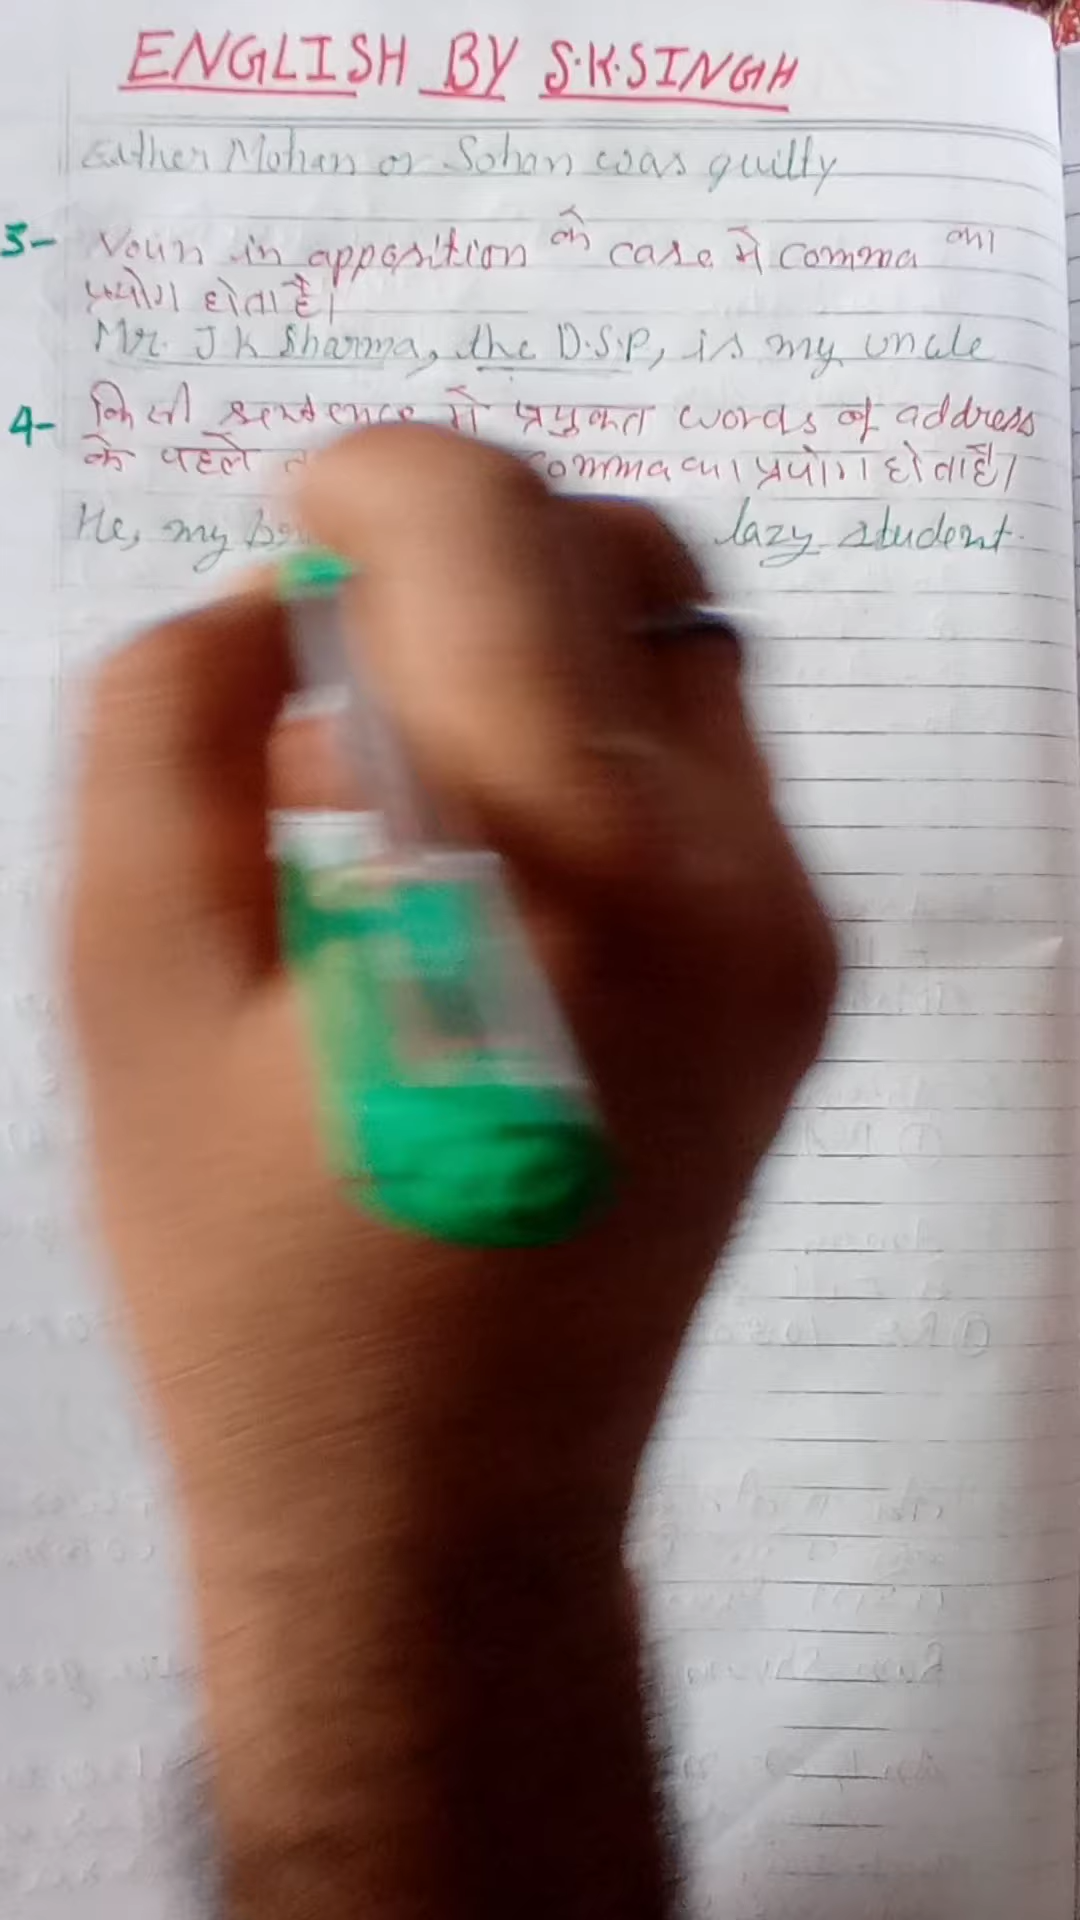 ENGLISH BY S.K.SINGH
Either Mohan or Sohan was guilty
3- Noun in apposition के case में comma का
प्रयोग होता है।
Mr. J K Sharma, the D.S.P, is my uncle
4- किसी sentence में प्रयुक्त words of address
के पहले comma का प्रयोग होता है।
He, my lazy student.